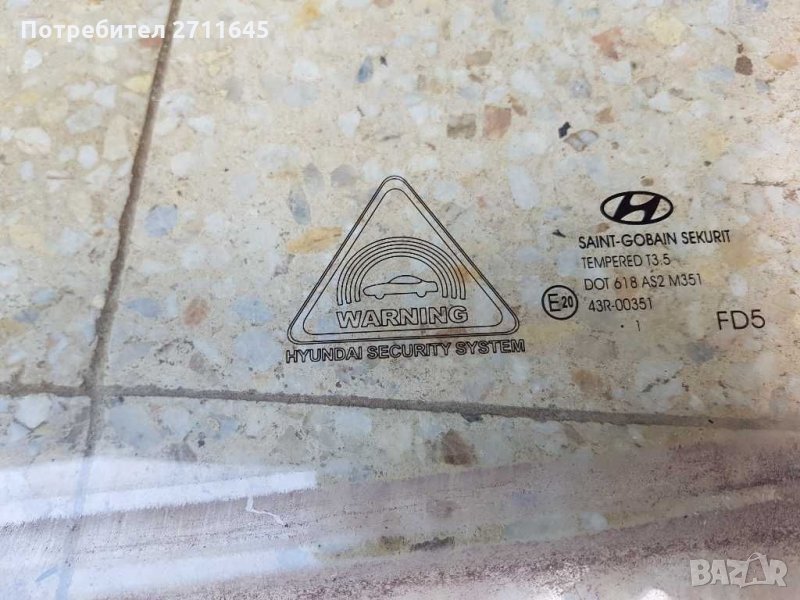 Потребител 2711645
WARNING
HYUNDAI SECURITY SYSTEM
SAINT-GOBAIN SEKURIT
TEMPERED T3.5
DOT 618 AS2 M351
E20 43R-00351
1
FD5
BAZAR